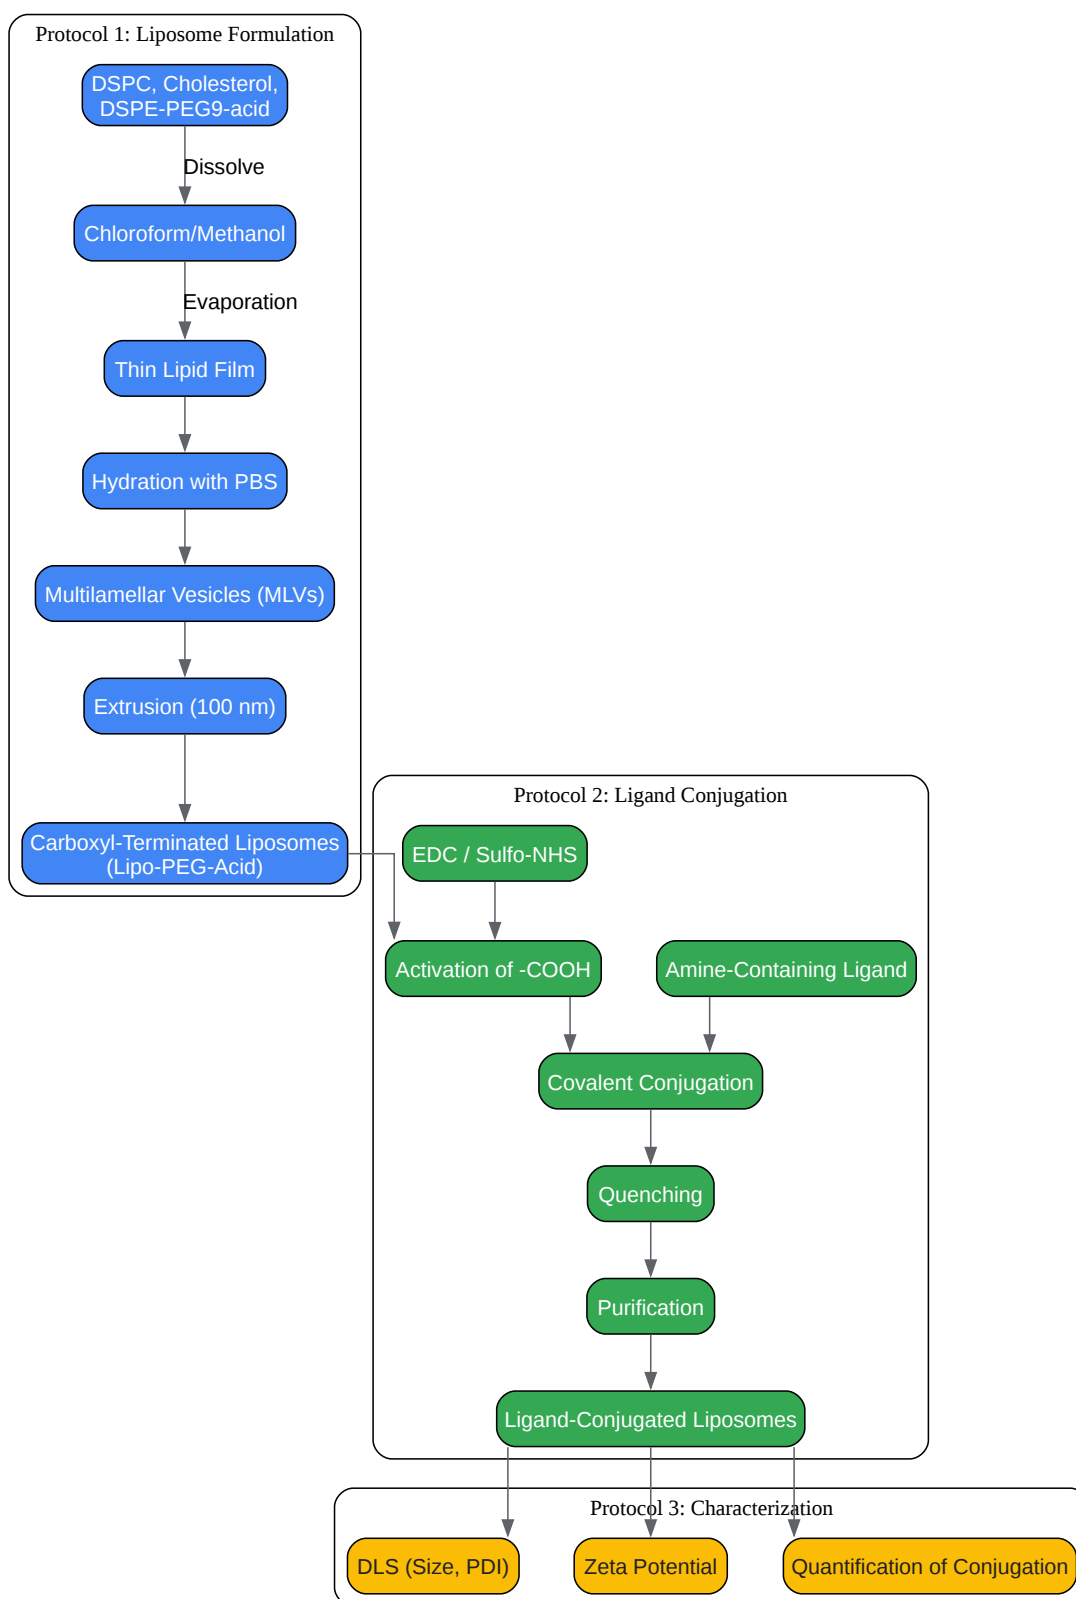 Protocol 1: Liposome Formulation
DSPC, Cholesterol,
DSPE-PEG9-acid
Dissolve
Chloroform/Methanol
Evaporation
Thin Lipid Film
Hydration with PBS
Multilamellar Vesicles (MLVs)
Extrusion (100 nm)
Carboxyl-Terminated Liposomes
(Lipo-PEG-Acid)
Protocol 2: Ligand Conjugation
EDC / Sulfo-NHS
Activation of -COOH
Amine-Containing Ligand
Covalent Conjugation
Quenching
Purification
Ligand-Conjugated Liposomes
Protocol 3: Characterization
DLS (Size, PDI)
Zeta Potential
Quantification of Conjugation